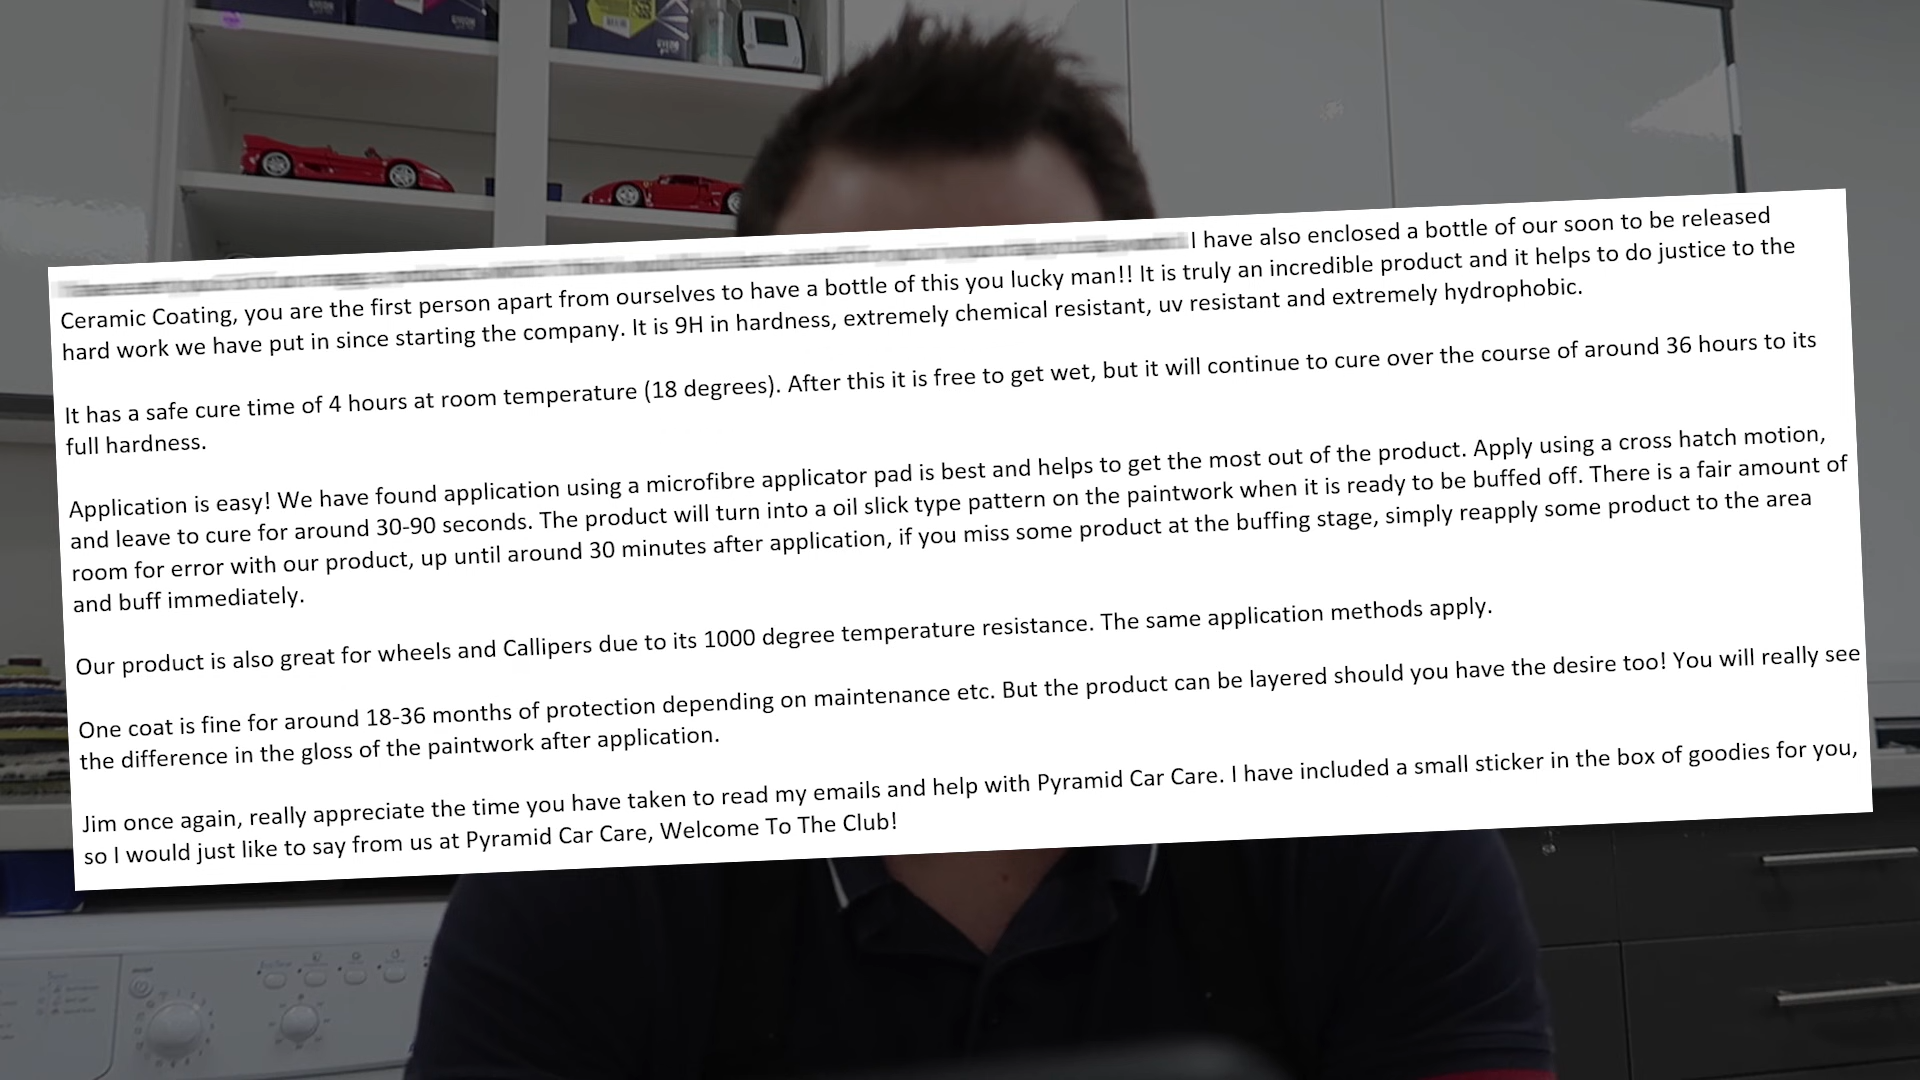 I have also enclosed a bottle of our soon to be released
Ceramic Coating, you are the first person apart from ourselves to have a bottle of this you lucky man!! It is truly an incredible product and it helps to do justice to the
hard work we have put in since starting the company. It is 9H in hardness, extremely chemical resistant, uv resistant and extremely hydrophobic.
It has a safe cure time of 4 hours at room temperature (18 degrees). After this it is free to get wet, but it will continue to cure over the course of around 36 hours to its
full hardness.
Application is easy! We have found application using a microfibre applicator pad is best and helps to get the most out of the product. Apply using a cross hatch motion,
and leave to cure for around 30-90 seconds. The product will turn into a oil slick type pattern on the paintwork when it is ready to be buffed off. There is a fair amount of
room for error with our product, up until around 30 minutes after application, if you miss some product at the buffing stage, simply reapply some product to the area
and buff immediately.
Our product is also great for wheels and Callipers due to its 1000 degree temperature resistance. The same application methods apply.
One coat is fine for around 18-36 months of protection depending on maintenance etc. But the product can be layered should you have the desire too! You will really see
the difference in the gloss of the paintwork after application.
Jim once again, really appreciate the time you have taken to read my emails and help with Pyramid Car Care. I have included a small sticker in the box of goodies for you,
so I would just like to say from us at Pyramid Car Care, Welcome To The Club!